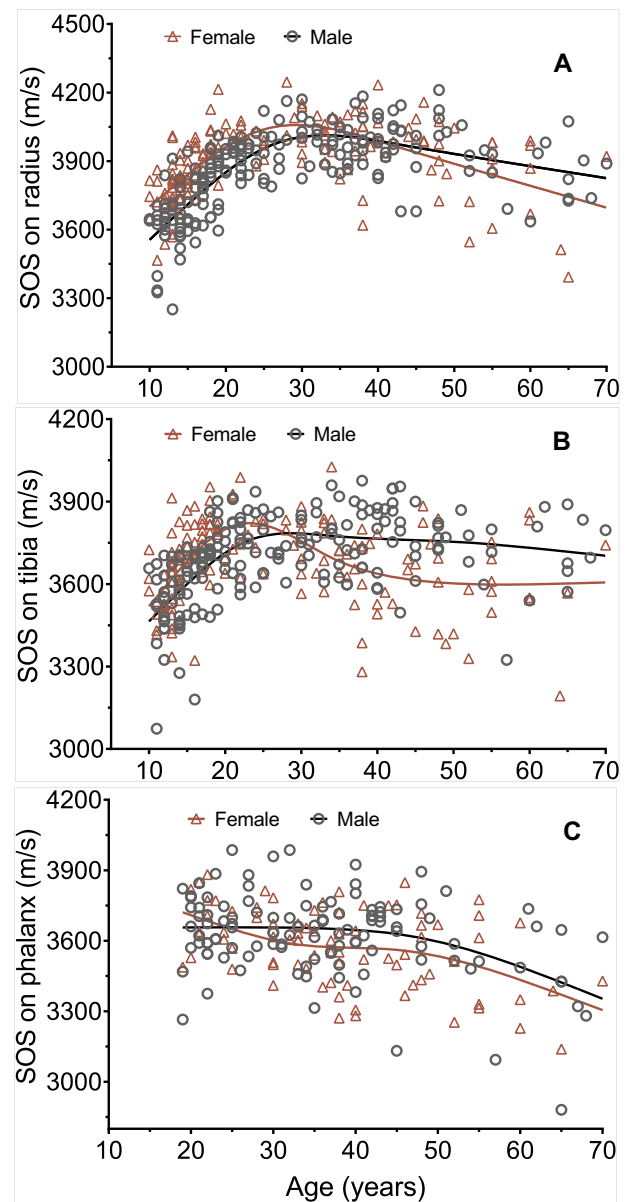 4500
Female Male
A
4200
3900
3600
3300
3000
SOS on radius (m/s)
10 20 30 40 50 60 70
4200
Female Male
B
3900
3600
3300
3000
SOS on tibia (m/s)
10 20 30 40 50 60 70
4200
Female Male
C
3900
3600
3300
3000
SOS on phalanx (m/s)
10 20 30 40 50 60 70
Age (years)